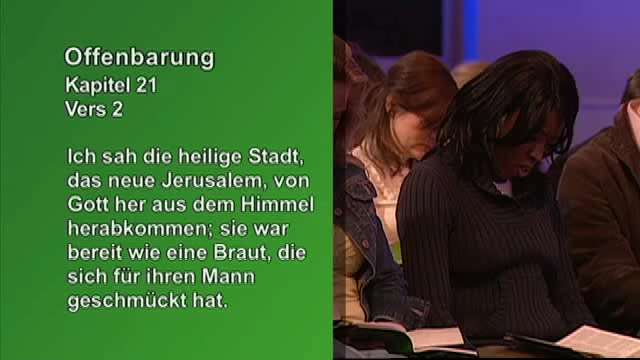 Offenbarung
Kapitel 21
Vers 2
Ich sah die heilige Stadt,
das neue Jerusalem, von
Gott her aus dem Himmel
herabkommen; sie war
bereit wie eine Braut, die
sich für ihren Mann
geschmückt hat.